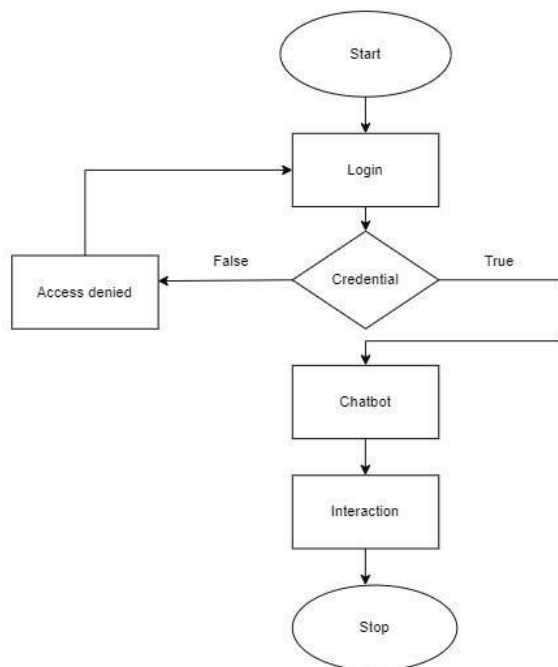 Start
Login
False
True
Access denied
Credential
Chatbot
Interaction
Stop